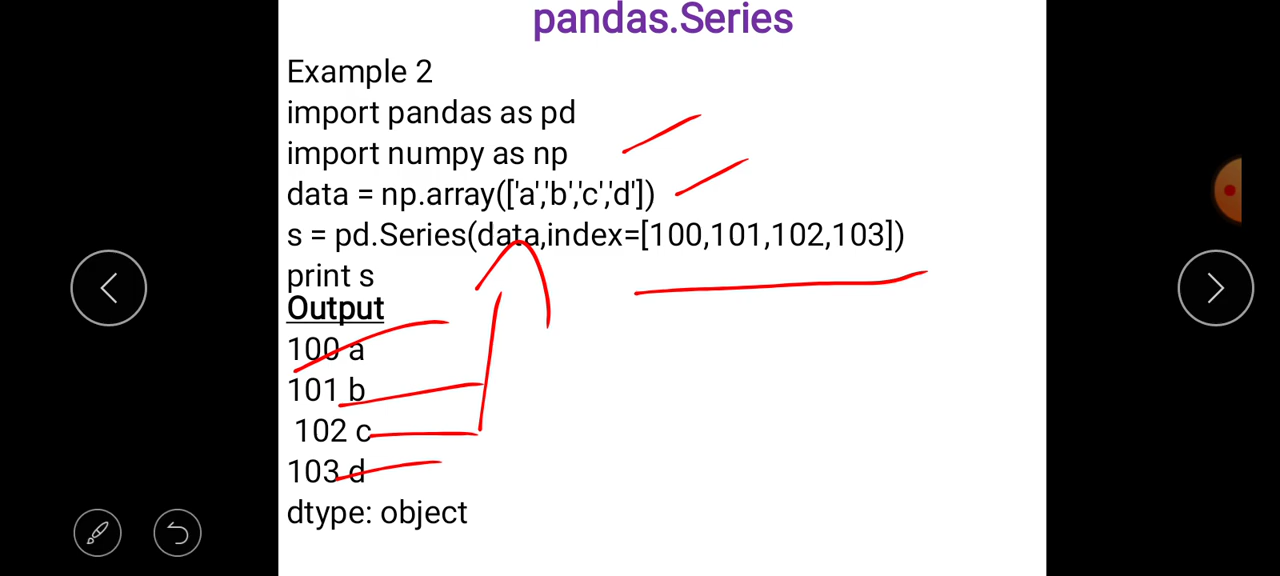 pandas.Series
Example 2
import pandas as pd
import numpy as np
data = np.array(['a','b','c','d'])
s = pd.Series(data,index=[100,101,102,103])
print s
Output
100 a
101 b
102 c
103 d
dtype: object